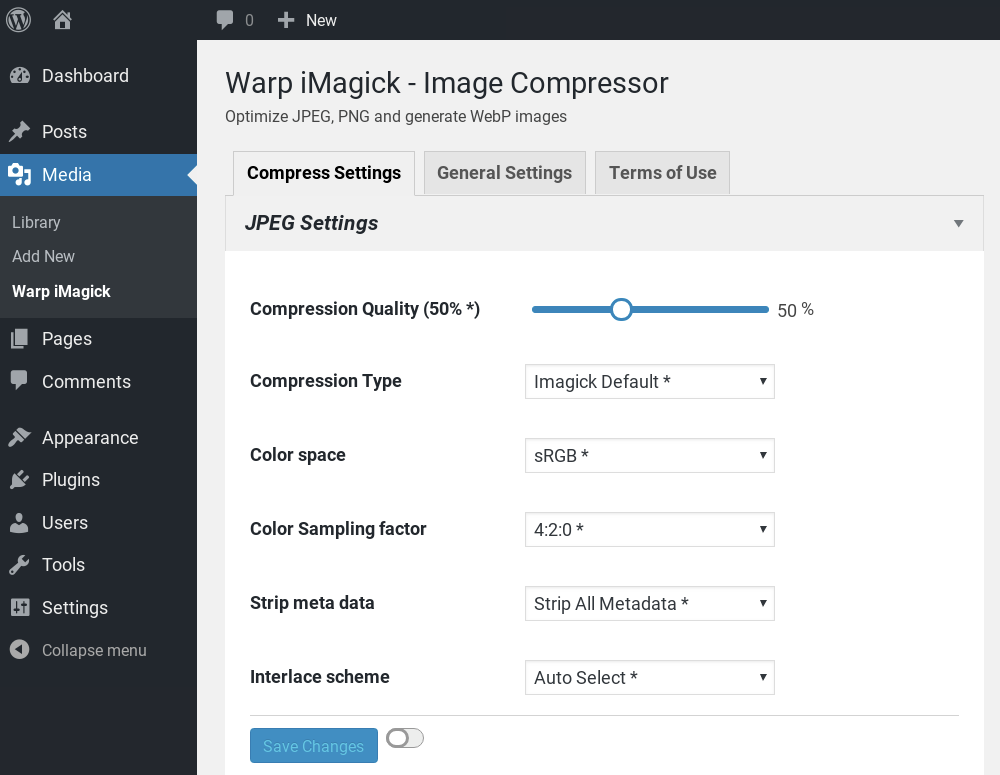 0 New
Dashboard
Posts
Media
Library
Add New
Warp iMagick
Pages
Comments
Appearance
Plugins
Users
Tools
Settings
Collapse menu
Warp iMagick - Image Compressor
Optimize JPEG, PNG and generate WebP images
Compress Settings General Settings Terms of Use
JPEG Settings
Compression Quality (50% *) 50 %
Compression Type Imagick Default *
Color space sRGB *
Color Sampling factor 4:2:0 *
Strip meta data Strip All Metadata *
Interlace scheme Auto Select *
Save Changes